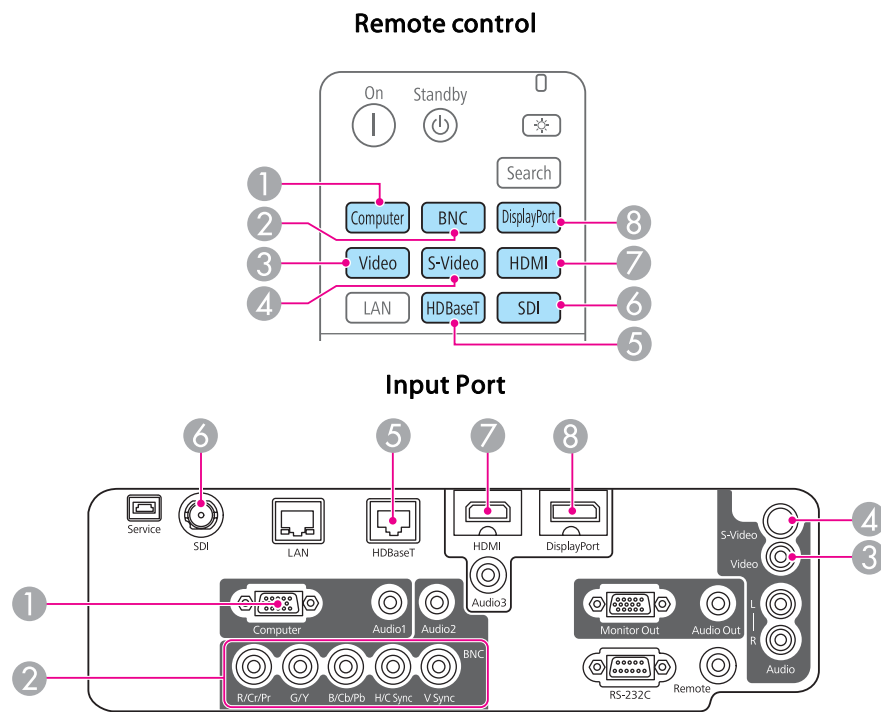 Remote control
On
Standby
Search
1
Computer
BNC
DisplayPort
8
2
3
Video
S-Video
HDMI
7
4
LAN
HDBaseT
SDI
6
5
Input Port
6
5
7
8
Service
SDI
LAN
HDBaseT
HDMI
DisplayPort
S-Video
4
Video
3
1
Computer
Audio1
Audio2
Audio3
Monitor Out
Audio Out
L
R
Audio
2
BNC
R/Cr/Pr
G/Y
B/Cb/Pb
H/C Sync
V Sync
RS-232C
Remote